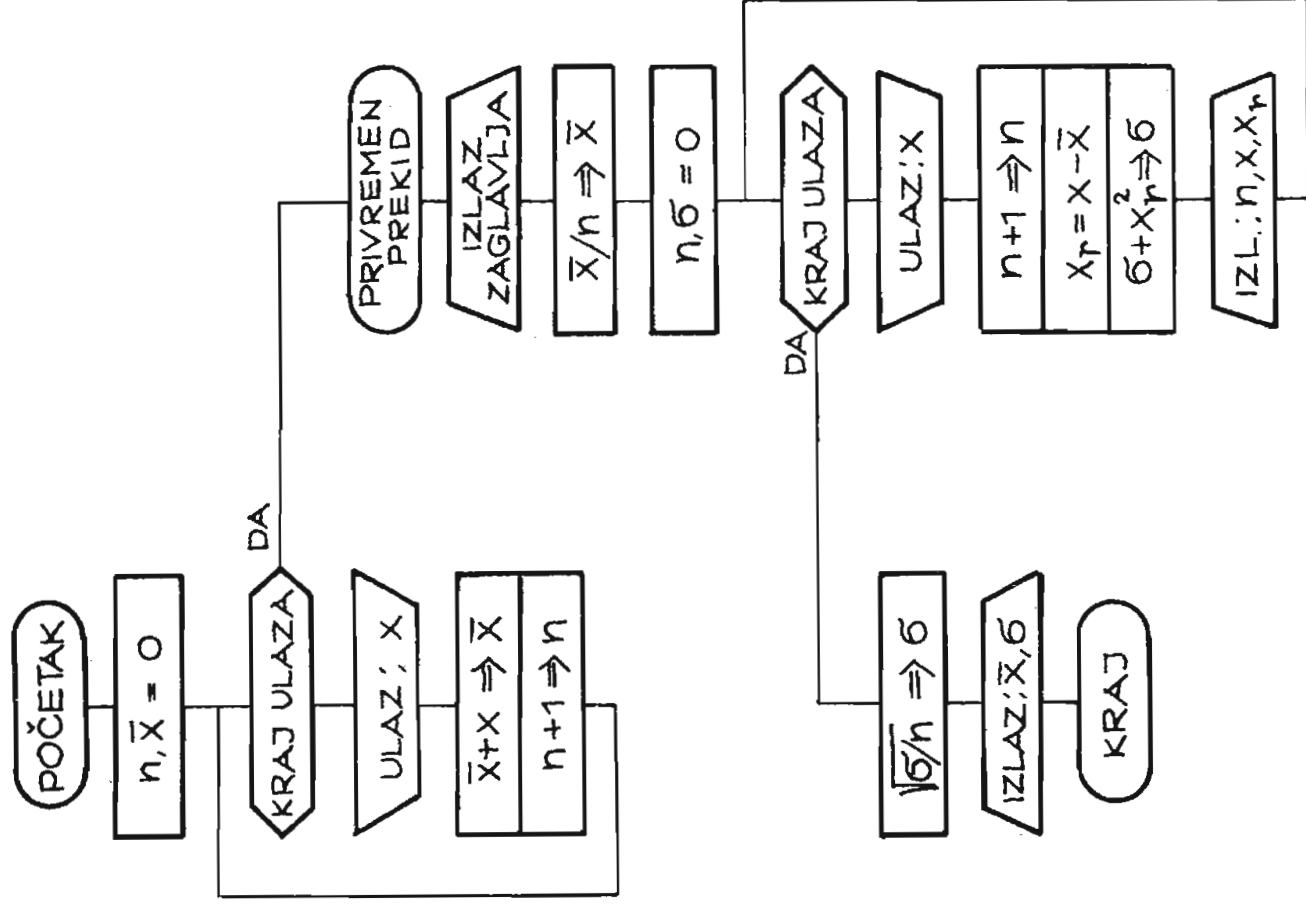 POČETAK
n, x̄ = 0
KRAJ ULAZA
DA
ULAZ: x
x̄+x ⇒ x̄
n+1 ⇒ n
PRIVREMEN
PREKID
IZLAZ
ZAGLAVLJA
x̄/n ⇒ x̄
n, σ = 0
KRAJ ULAZA
DA
ULAZ: x
n+1 ⇒ n
xᵣ = x-x̄
σ+xᵣ² ⇒ σ
IZL.: n, x, xᵣ
√σ/n ⇒ σ
IZLAZ: x̄, σ
KRAJ